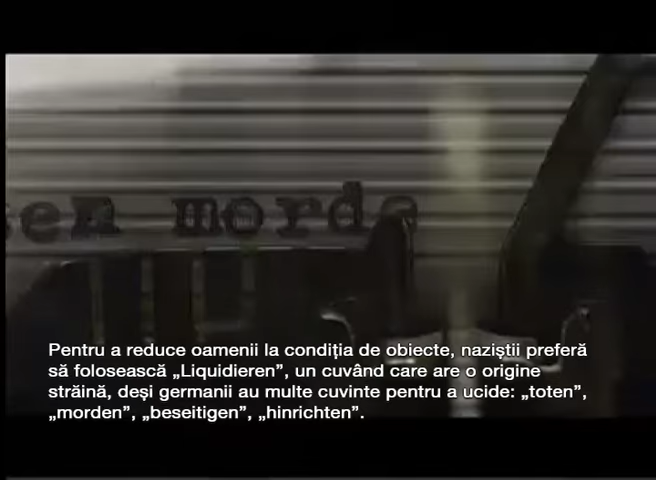 en morde
Pentru a reduce oamenii la condiția de obiecte, naziștii preferă
să folosească „Liquidieren”, un cuvând care are o origine
străină, deși germanii au multe cuvinte pentru a ucide: „toten”,
„morden”, „beseitigen”, „hinrichten”.